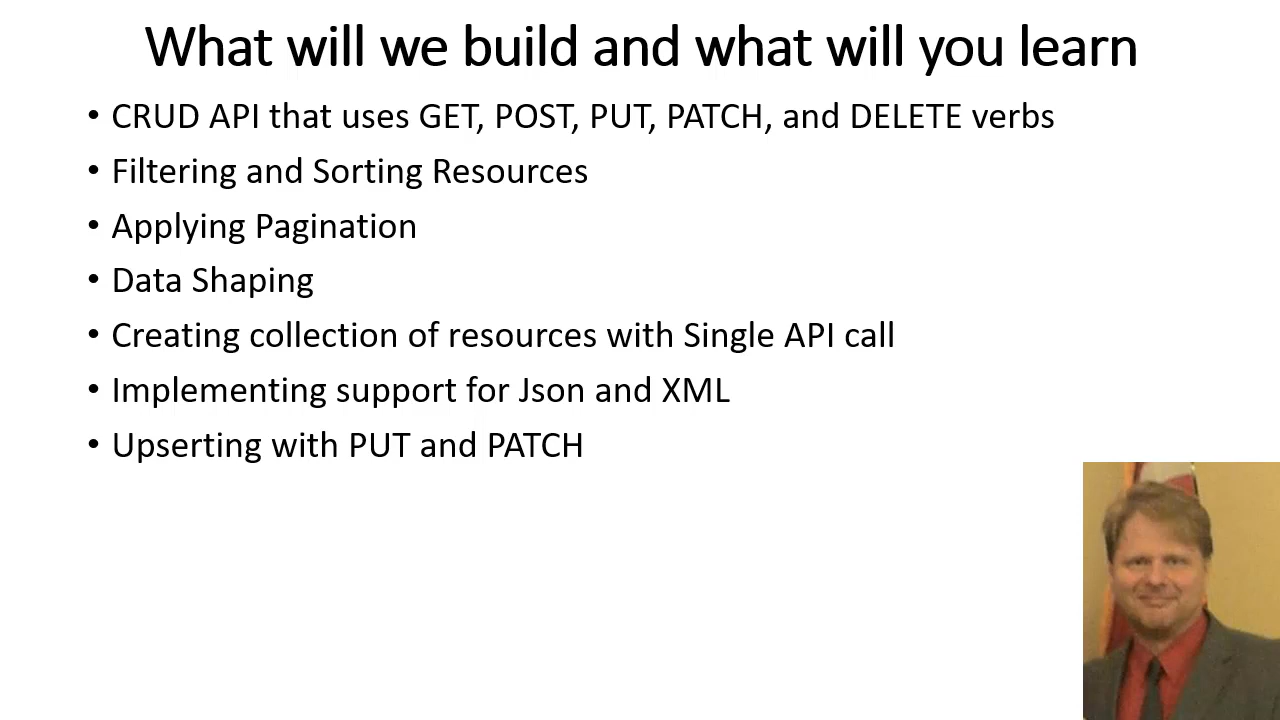 What will we build and what will you learn
• CRUD API that uses GET, POST, PUT, PATCH, and DELETE verbs
• Filtering and Sorting Resources
• Applying Pagination
• Data Shaping
• Creating collection of resources with Single API call
• Implementing support for Json and XML
• Upserting with PUT and PATCH